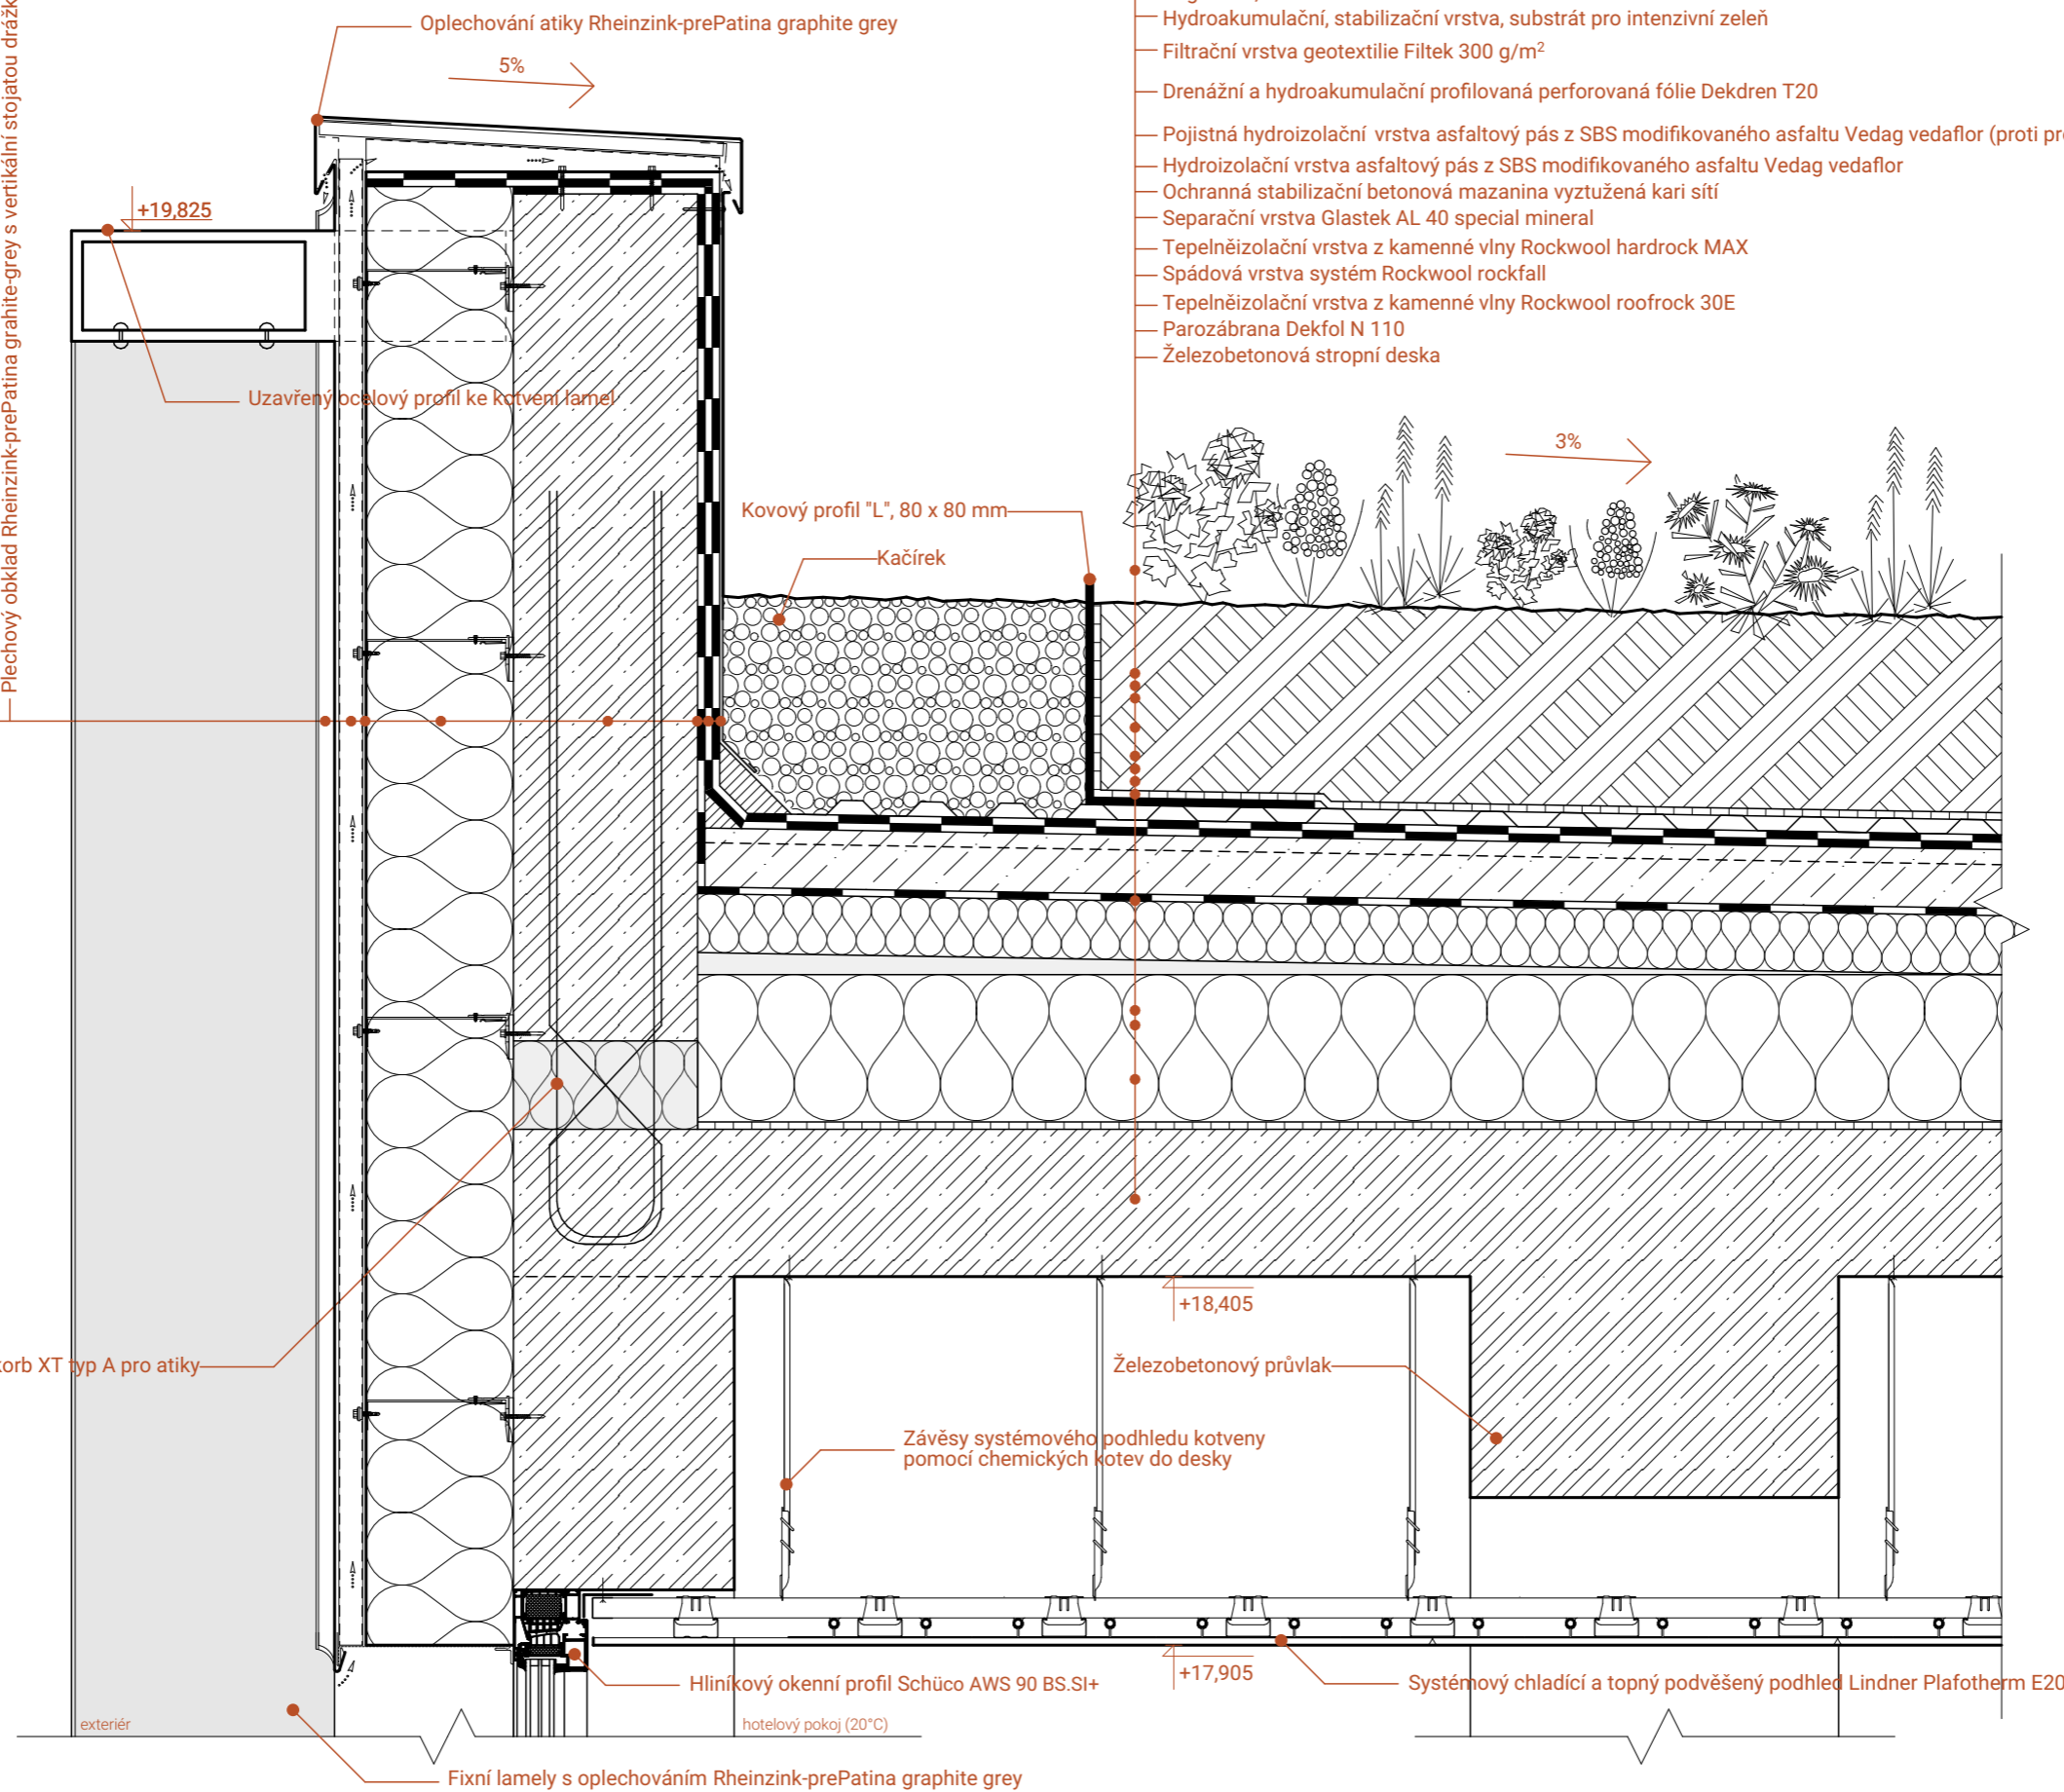 Plechový obklad Rheinzink-prePatina grahite-grey s vertikální stojatou drážk
Oplechování atiky Rheinzink-prePatina graphite grey
5%
Hydroakumulační, stabilizační vrstva, substrát pro intenzivní zeleň
Filtrační vrstva geotextilie Filtek 300 g/m²
Drenážní a hydroakumulační profilovaná perforovaná fólie Dekdren T20
Pojistná hydroizolační vrstva asfaltový pás z SBS modifikovaného asfaltu Vedag vedaflor (proti pro
Hydroizolační vrstva asfaltový pás z SBS modifikovaného asfaltu Vedag vedaflor
Ochranná stabilizační betonová mazanina vyztužená kari sítí
Separační vrstva Glastek AL 40 special mineral
Tepelněizolační vrstva z kamenné vlny Rockwool hardrock MAX
Spádová vrstva systém Rockwool rockfall
Tepelněizolační vrstva z kamenné vlny Rockwool roofrock 30E
Parozábrana Dekfol N 110
Železobetonová stropní deska
+19,825
Uzavřený ocelový profil ke kotvení lamel
3%
Kovový profil "L", 80 x 80 mm
Kačírek
+18,405
korb XT typ A pro atiky
Železobetonový průvlak
Závěsy systémového podhledu kotveny
pomocí chemických kotev do desky
Hliníkový okenní profil Schüco AWS 90 BS.SI+
+17,905
Systémový chladící a topný podvěšený podhled Lindner Plafotherm E20
exteriér
hotelový pokoj (20°C)
Fixní lamely s oplechováním Rheinzink-prePatina graphite grey